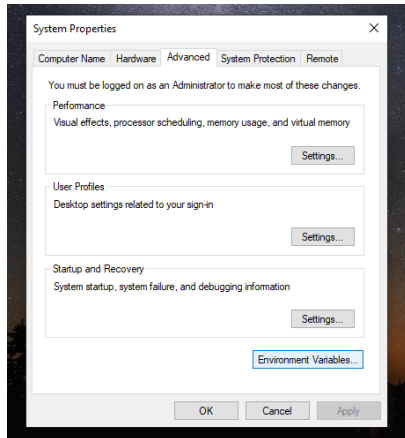 System Properties
Computer Name Hardware Advanced System Protection Remote
You must be logged on as an Administrator to make most of these changes.
Performance
Visual effects, processor scheduling, memory usage, and virtual memory
Settings...
User Profiles
Desktop settings related to your sign-in
Settings...
Startup and Recovery
System startup, system failure, and debugging information
Settings...
Environment Variables...
OK Cancel Apply